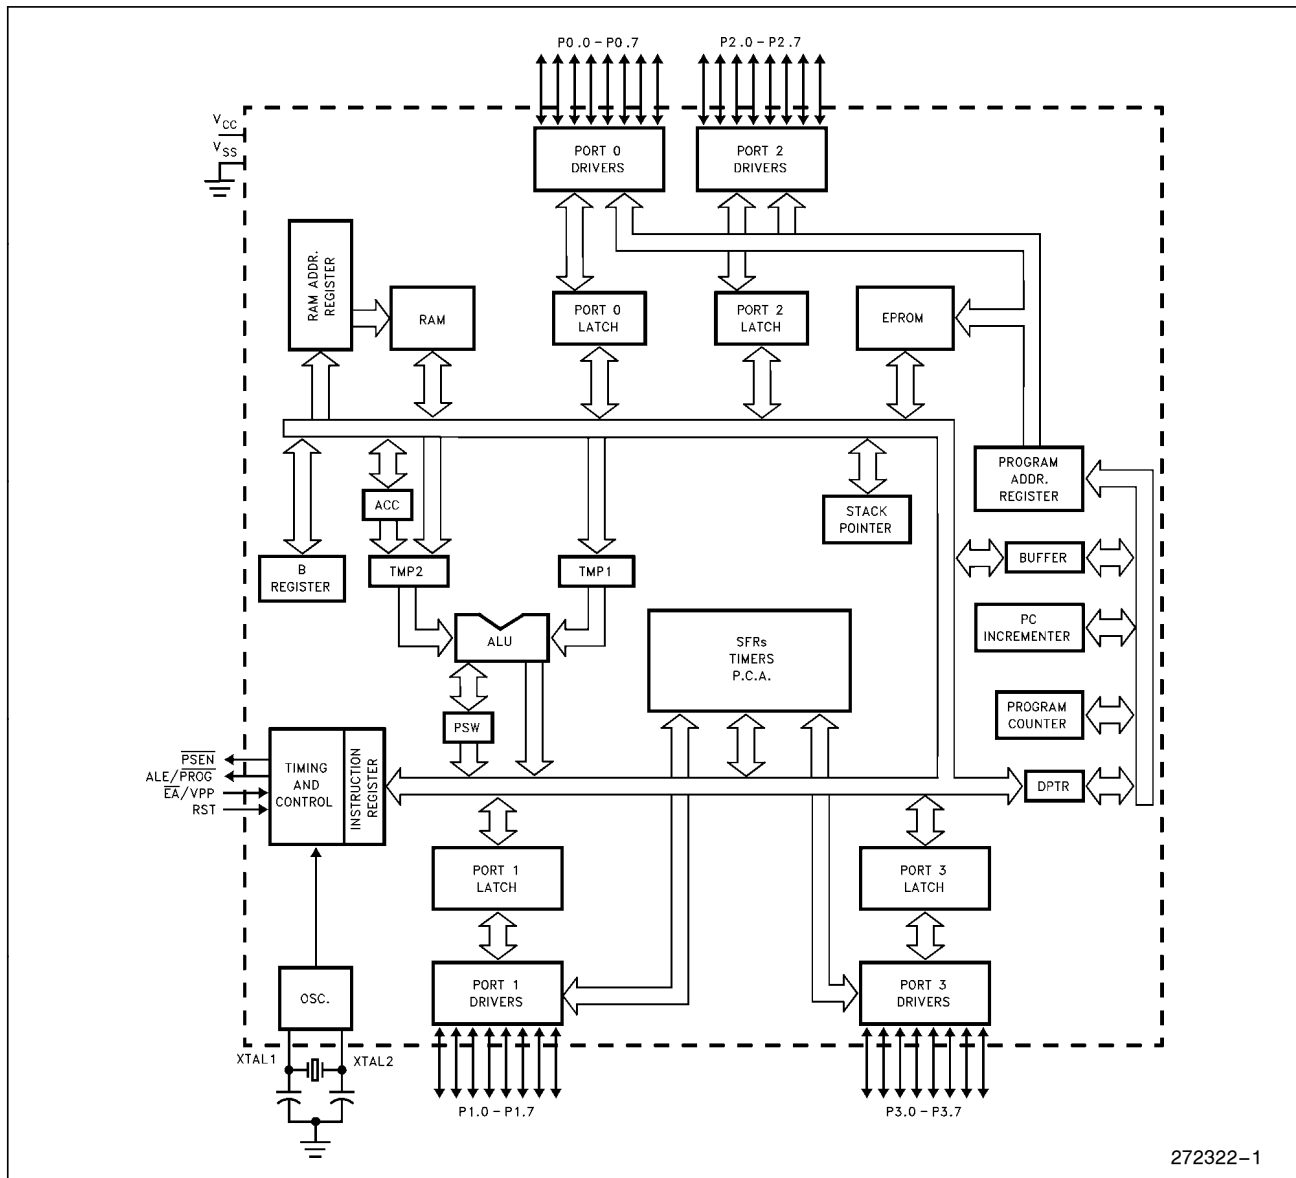 P0.0 – P0.7
P2.0 – P2.7
VCC
VSS
PORT 0
DRIVERS
PORT 2
DRIVERS
RAM ADDR.
REGISTER
RAM
PORT 0
LATCH
PORT 2
LATCH
EPROM
PROGRAM
ADDR.
REGISTER
ACC
STACK
POINTER
B
REGISTER
TMP2
TMP1
BUFFER
ALU
SFRs
TIMERS
P.C.A.
PC
INCREMENTER
PSW
PROGRAM
COUNTER
PSEN
ALE/PROG
EA/VPP
RST
TIMING
AND
CONTROL
INSTRUCTION
REGISTER
DPTR
PORT 1
LATCH
PORT 3
LATCH
OSC.
PORT 1
DRIVERS
PORT 3
DRIVERS
XTAL1
XTAL2
P1.0 – P1.7
P3.0 – P3.7
272322–1